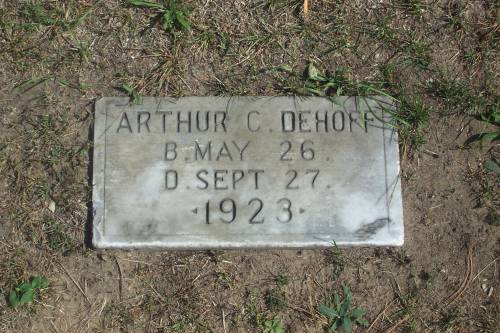 ARTHUR C. DEHOFF
B. MAY 26.
D. SEPT 27.
·1923·